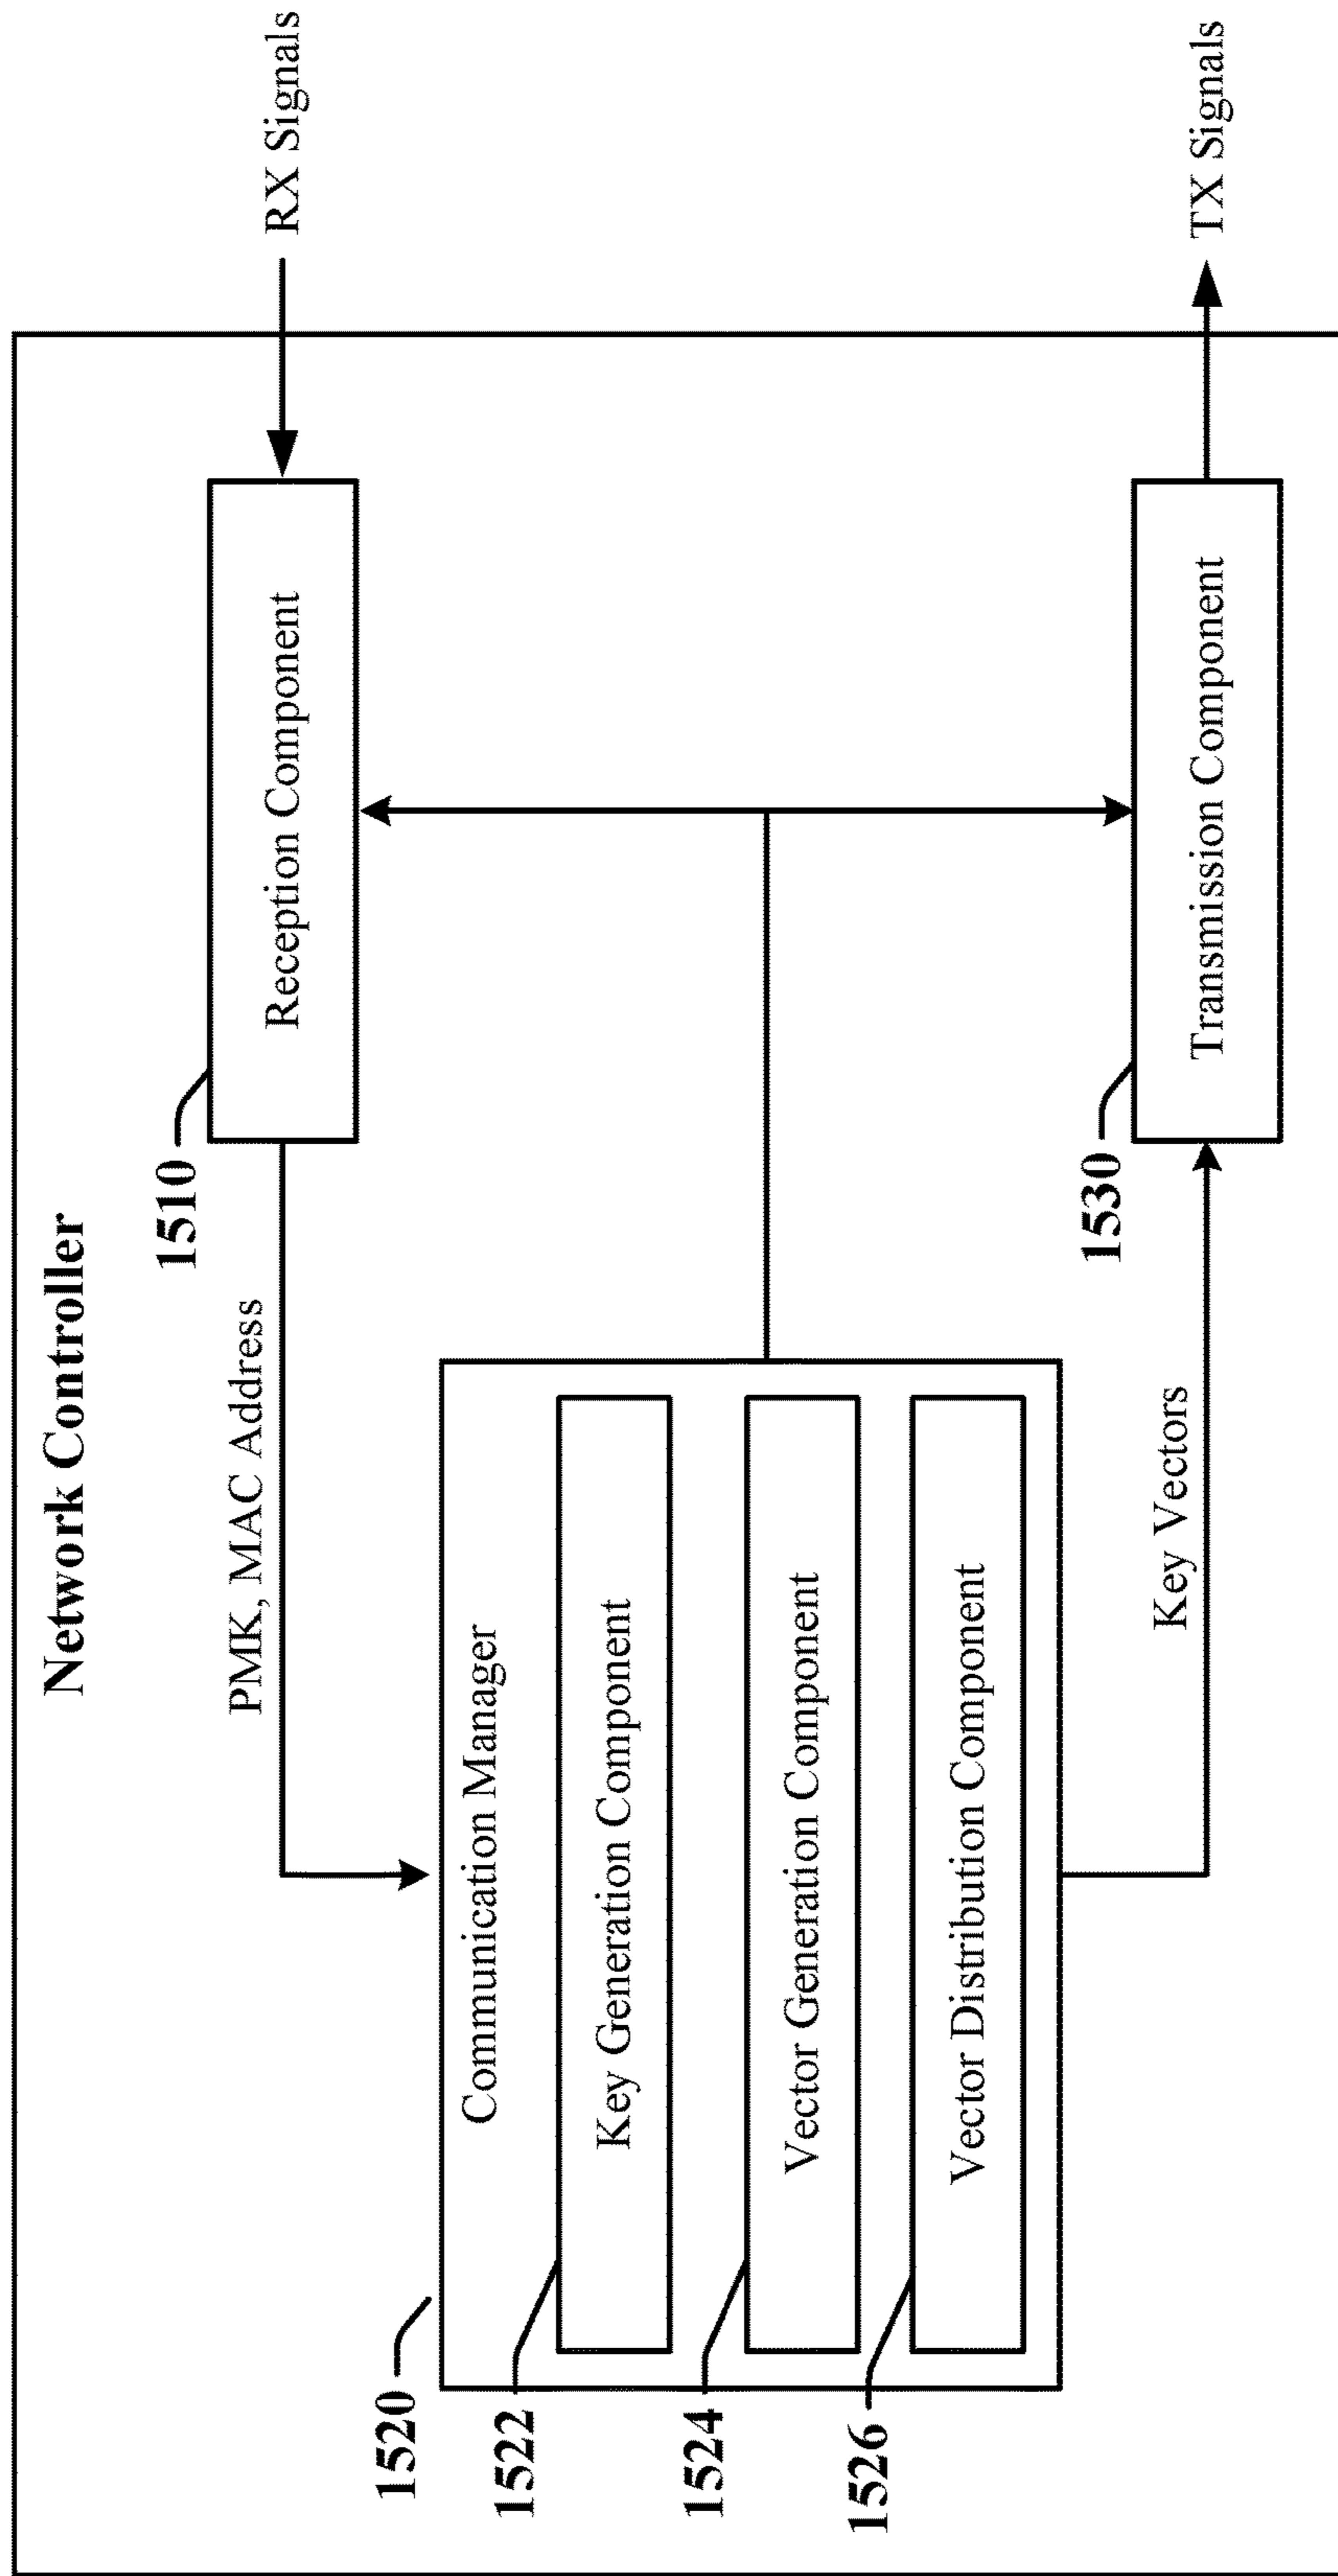 Network Controller
PMK, MAC Address
1510
Reception Component
RX Signals
1520
Communication Manager
1522
Key Generation Component
1524
Vector Generation Component
1526
Vector Distribution Component
Key Vectors
1530
Transmission Component
TX Signals